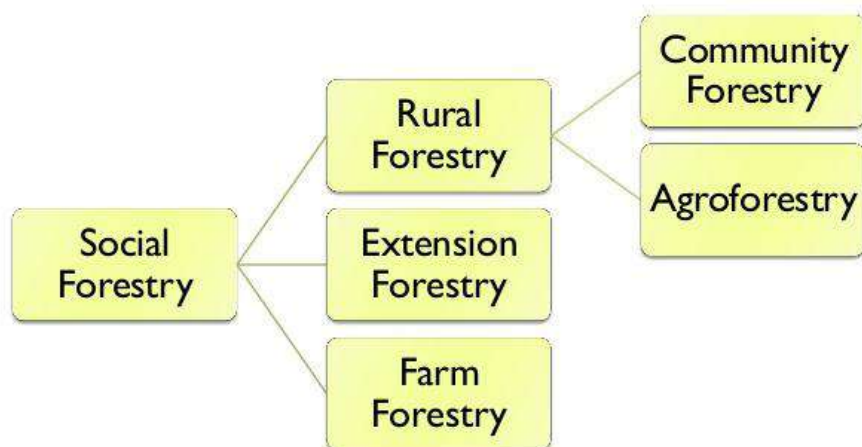 Social
Forestry
Rural
Forestry
Extension
Forestry
Farm
Forestry
Community
Forestry
Agroforestry